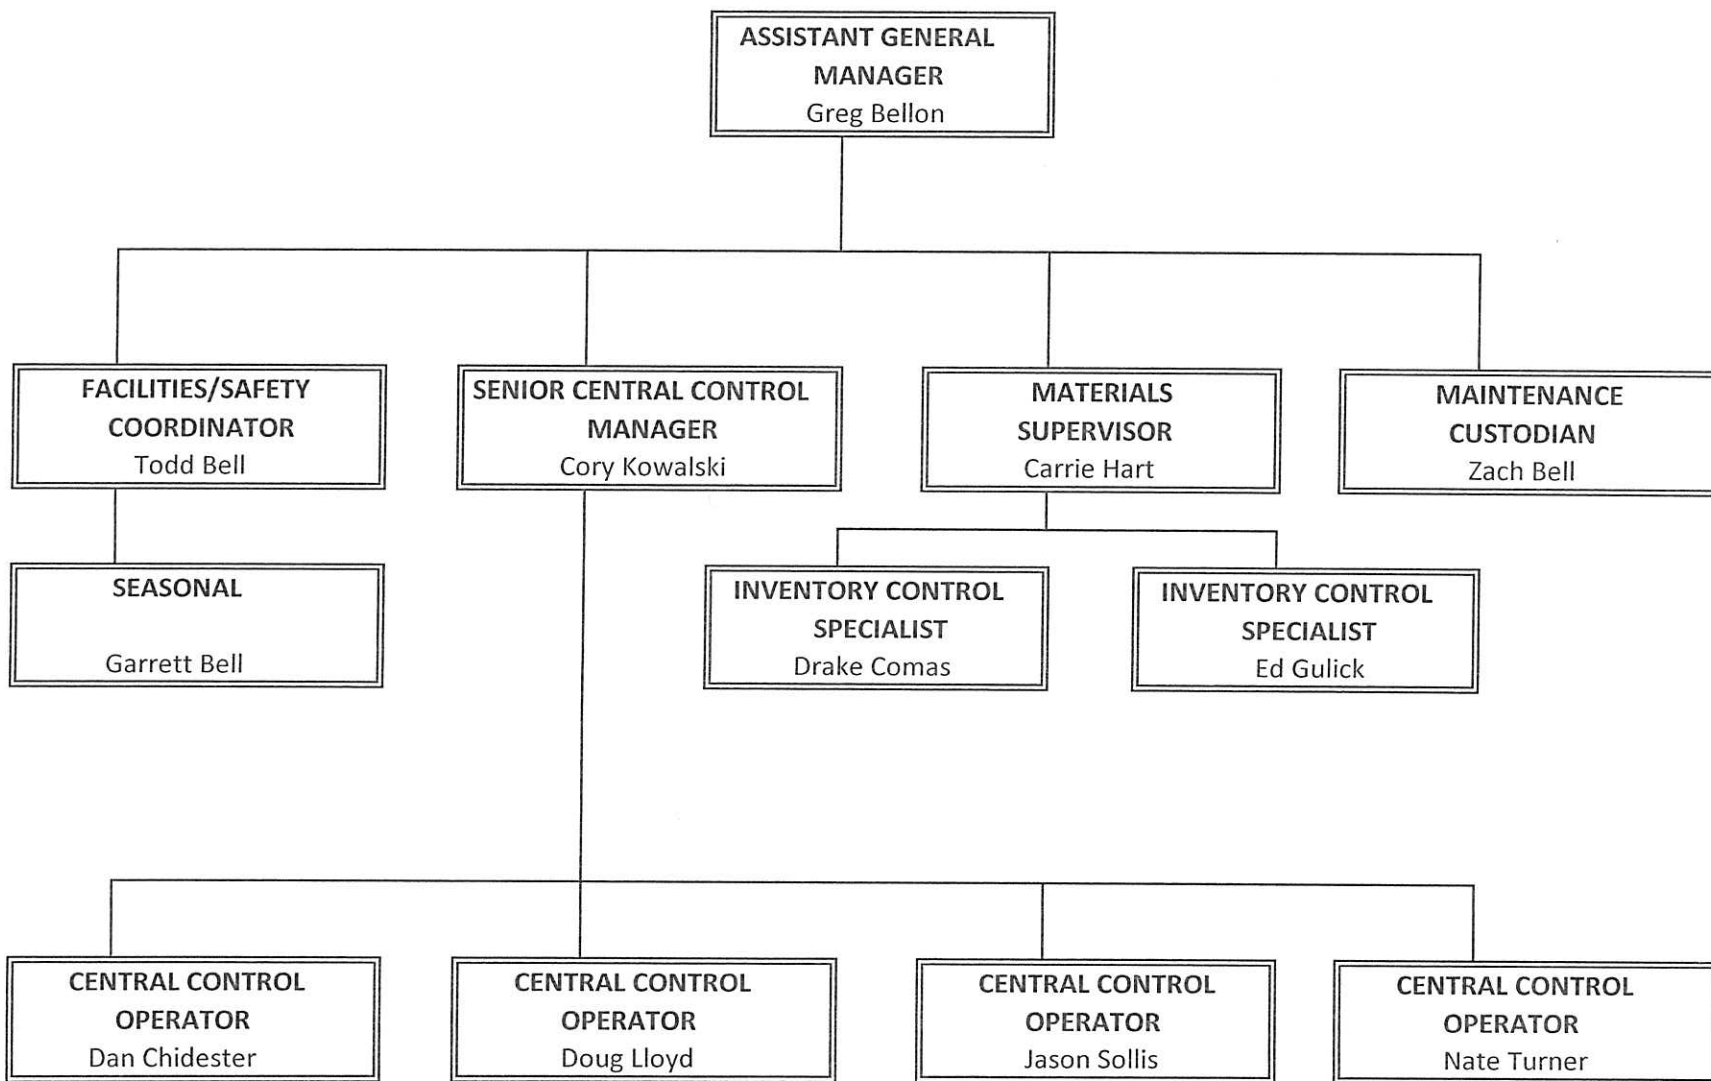 ASSISTANT GENERAL
MANAGER
Greg Bellon
FACILITIES/SAFETY
COORDINATOR
Todd Bell
SENIOR CENTRAL CONTROL
MANAGER
Cory Kowalski
MATERIALS
SUPERVISOR
Carrie Hart
MAINTENANCE
CUSTODIAN
Zach Bell
SEASONAL
Garrett Bell
INVENTORY CONTROL
SPECIALIST
Drake Comas
INVENTORY CONTROL
SPECIALIST
Ed Gulick
CENTRAL CONTROL
OPERATOR
Dan Chidester
CENTRAL CONTROL
OPERATOR
Doug Lloyd
CENTRAL CONTROL
OPERATOR
Jason Sollis
CENTRAL CONTROL
OPERATOR
Nate Turner